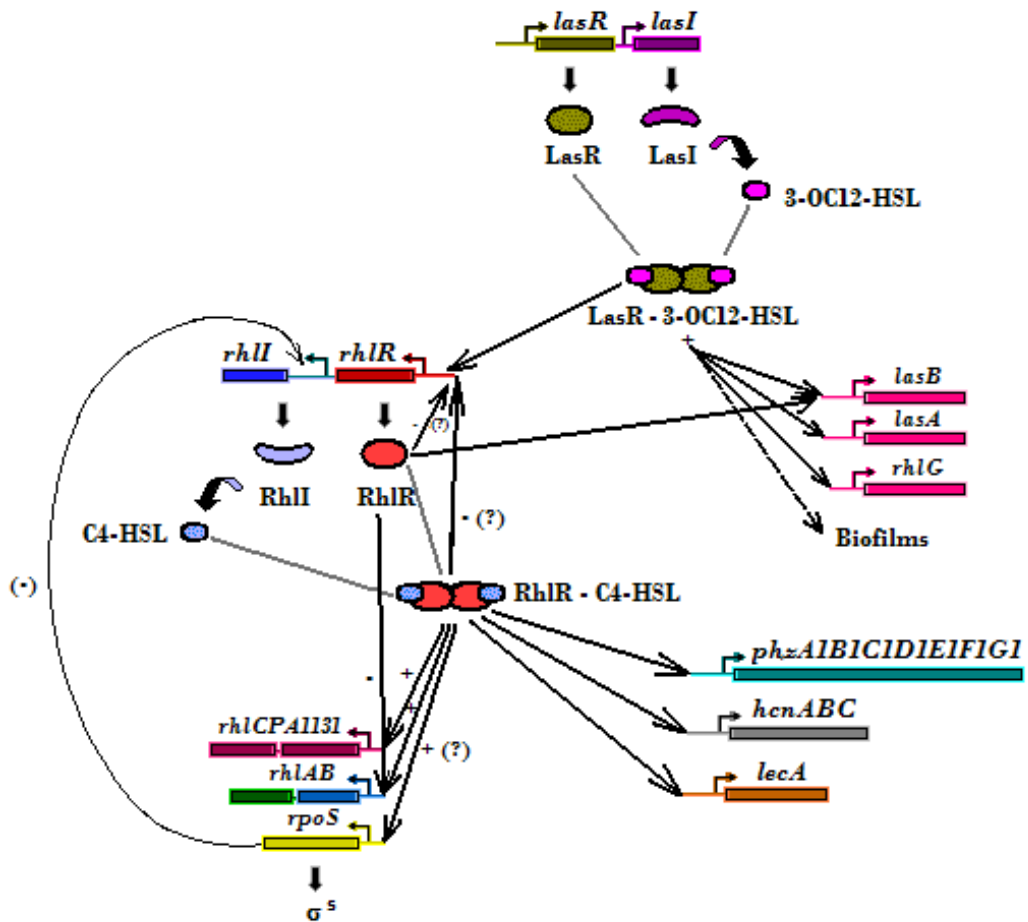 lasR lasI
LasR LasI
3-OC12-HSL
LasR - 3-OC12-HSL
+
rhlI rhlR
lasB
lasA
- (?)
rhlG
RhlI RhlR
- (?)
C4-HSL
Biofilms
(-)
RhlR - C4-HSL
phzA1B1C1D1E1F1G1
-
+
+
hcnABC
rhlCPA1131
+ (?)
rhlAB
lecA
rpoS
σ s